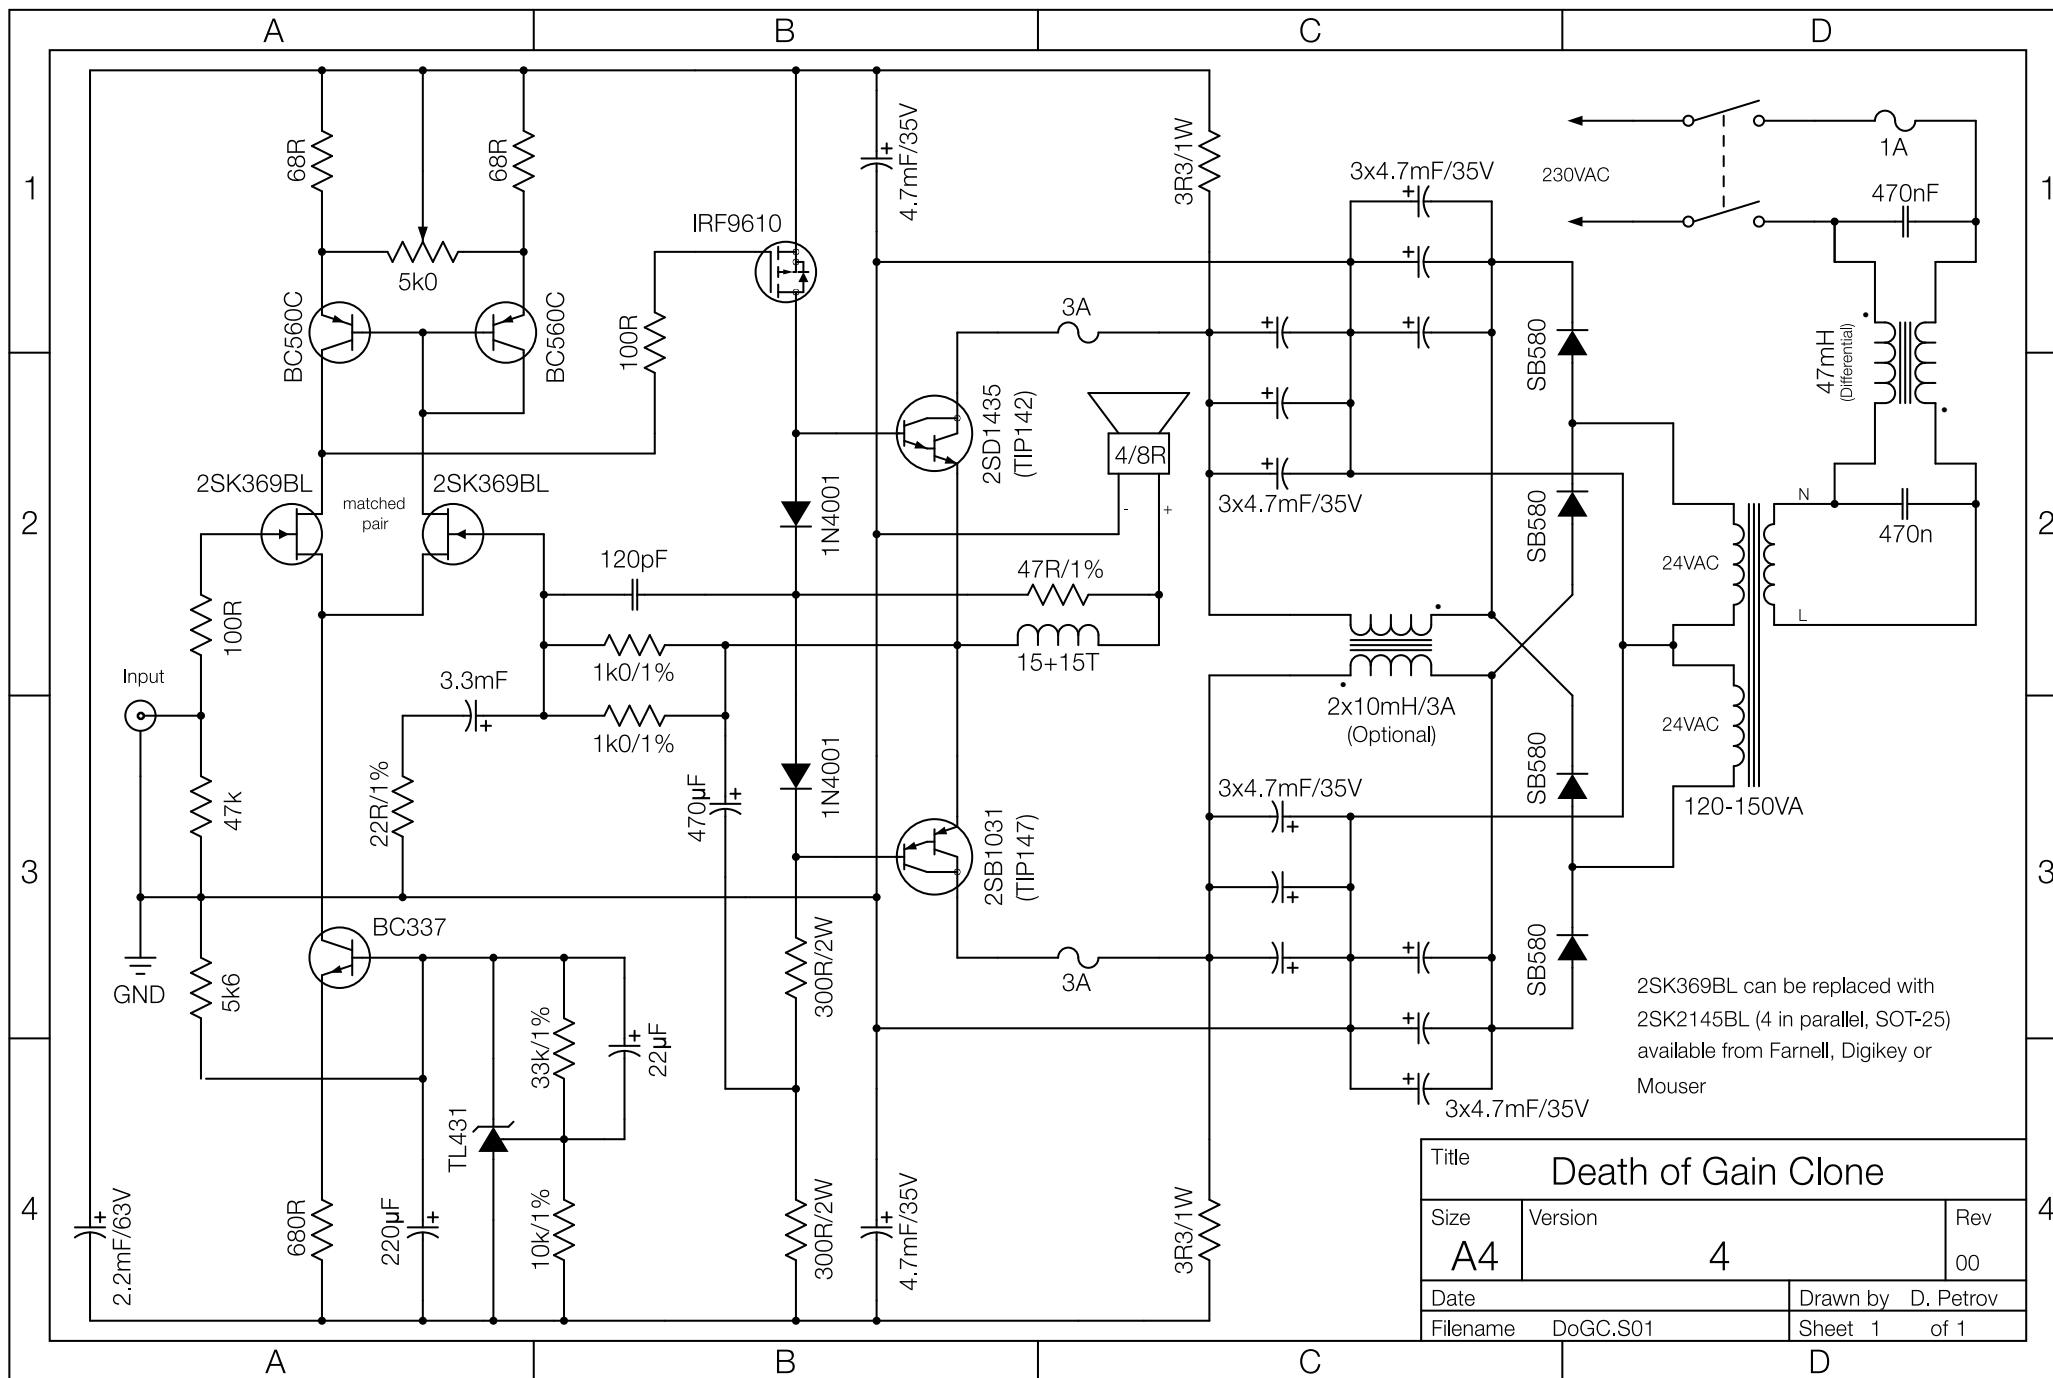 A
B
C
D
1
1
2
2
3
3
4
4
A
B
C
D
68R
68R
5k0
BC560C
BC560C
2SK369BL
2SK369BL
matched
pair
100R
Input
47k
5k6
GND
2.2mF/63V
BC337
680R
220µF
TL431
33k/1%
10k/1%
22µF
22R/1%
3.3mF
120pF
1k0/1%
1k0/1%
470µF
IRF9610
100R
1N4001
1N4001
300R/2W
300R/2W
4.7mF/35V
4.7mF/35V
2SD1435
(TIP142)
2SB1031
(TIP147)
3A
3A
4/8R
- +
47R/1%
15+15T
3R3/1W
3R3/1W
3x4.7mF/35V
3x4.7mF/35V
2x10mH/3A
(Optional)
3x4.7mF/35V
3x4.7mF/35V
SB580
SB580
SB580
SB580
230VAC
1A
470nF
47mH
(Differential)
N
470n
L
24VAC
24VAC
120-150VA
2SK369BL can be replaced with
2SK2145BL (4 in parallel, SOT-25)
available from Farnell, Digikey or
Mouser
Title
Death of Gain Clone
Size
A4
Version
4
Rev
00
Date
Drawn by D. Petrov
Filename DoGC.S01
Sheet 1 of 1